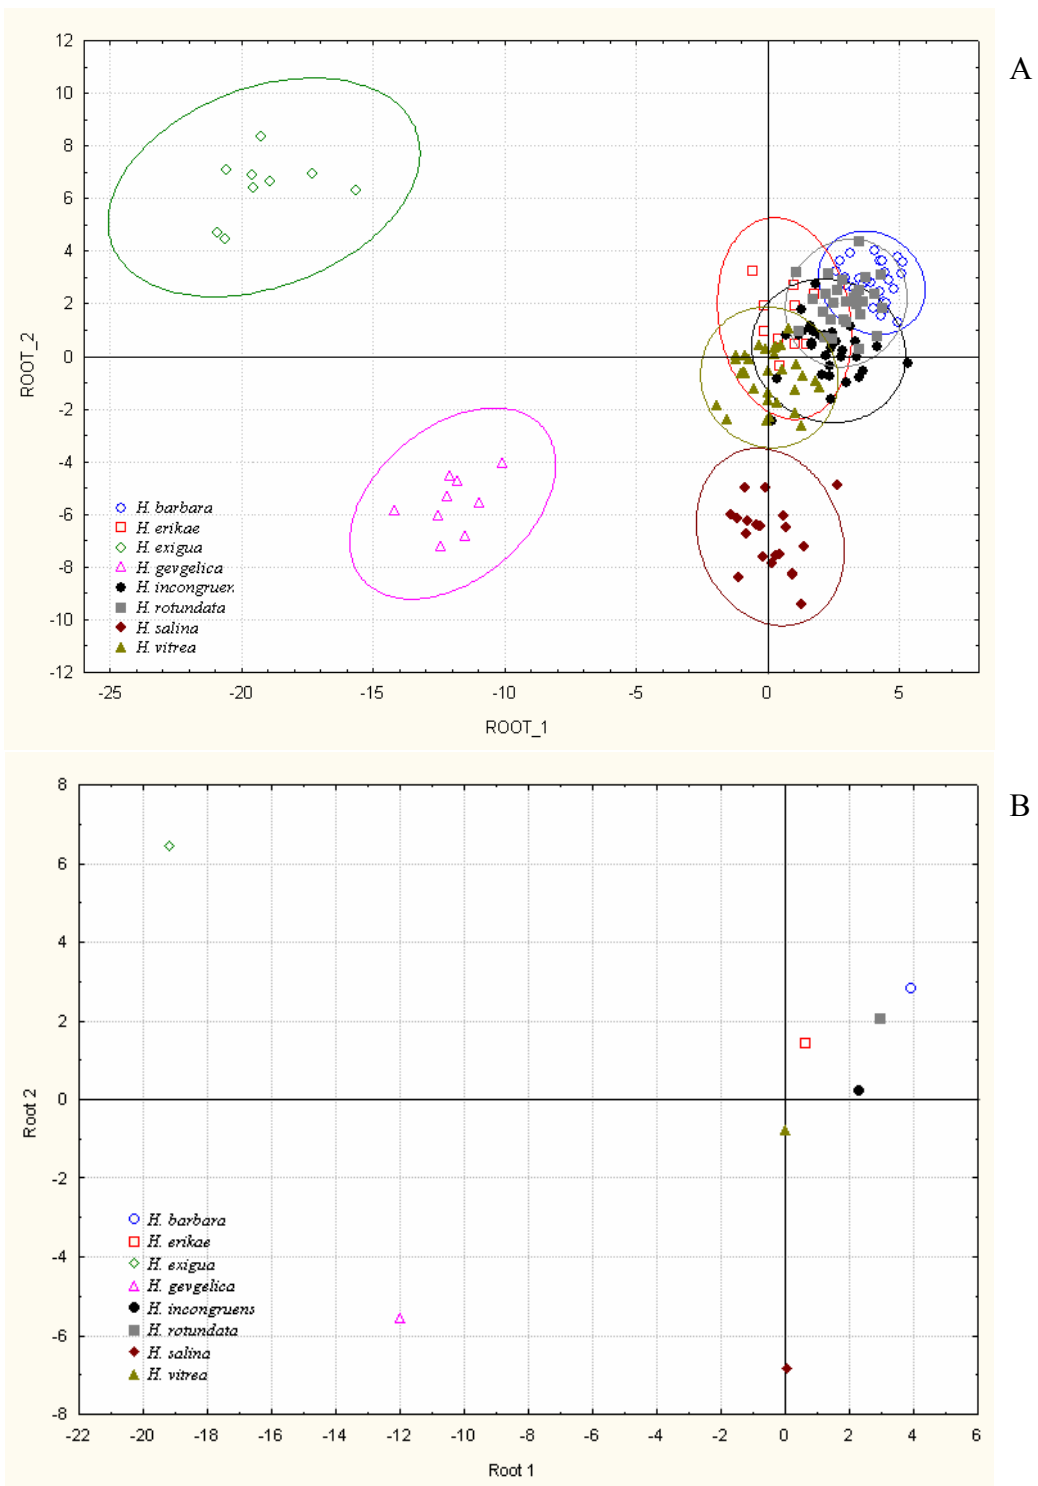 A
12
10
8
6
4
2
0
-2
-4
-6
-8
-10
-12
ROOT_2
H. barbara
H. erikae
H. exigua
H. gevgelica
H. incongruer.
H. rotundata
H. salina
H. vitrea
-25 -20 -15 -10 -5 0 5
ROOT_1
B
8
6
4
2
0
-2
-4
-6
-8
Root 2
H. barbara
H. erikae
H. exigua
H. gevgelica
H. incongruens
H. rotundata
H. salina
H. vitrea
-22 -20 -18 -16 -14 -12 -10 -8 -6 -4 -2 0 2 4 6
Root 1